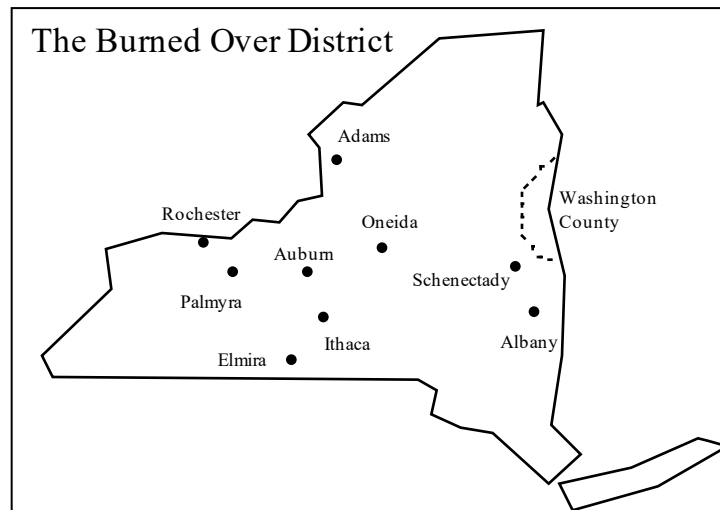 The Burned Over District
Adams
Washington
County
Rochester
Oneida
Auburn
Schenectady
Palmyra
Ithaca
Albany
Elmira